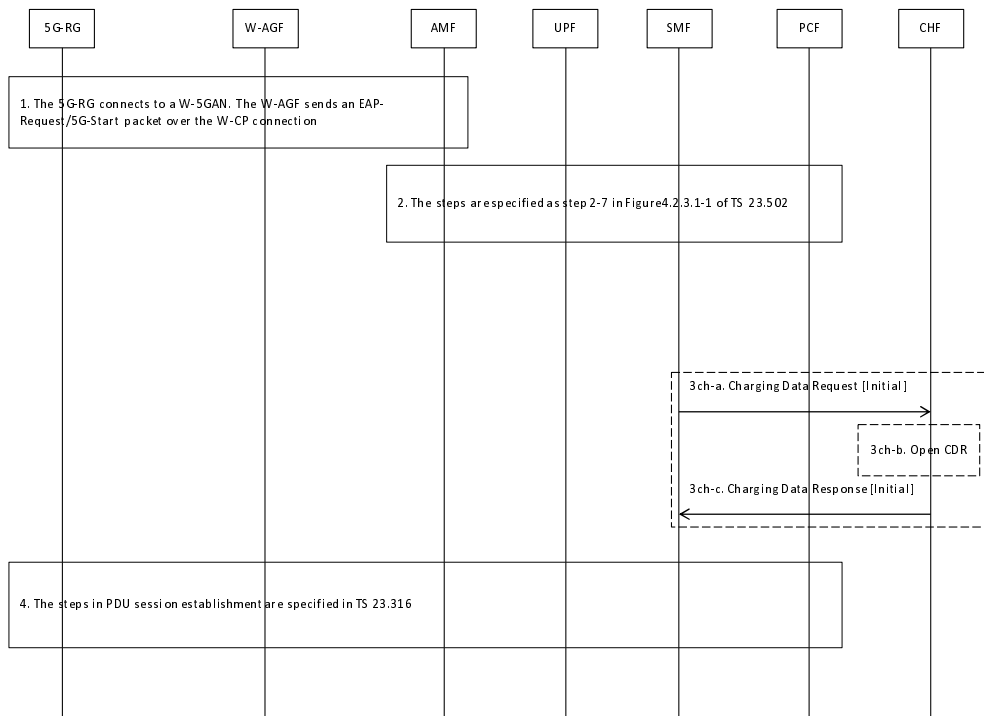 5G-RG W-AGF AMF UPF SMF PCF CHF
1. The 5G-RG connects to a W-5GAN. The W-AGF sends an EAP-
Request/5G-Start packet over the W-CP connection
2. The steps are specified as step 2-7 in Figure4.2.3.1-1 of TS 23.502
3ch-a. Charging Data Request [Initial]
3ch-b. Open CDR
3ch-c. Charging Data Response [Initial]
4. The steps in PDU session establishment are specified in TS 23.316